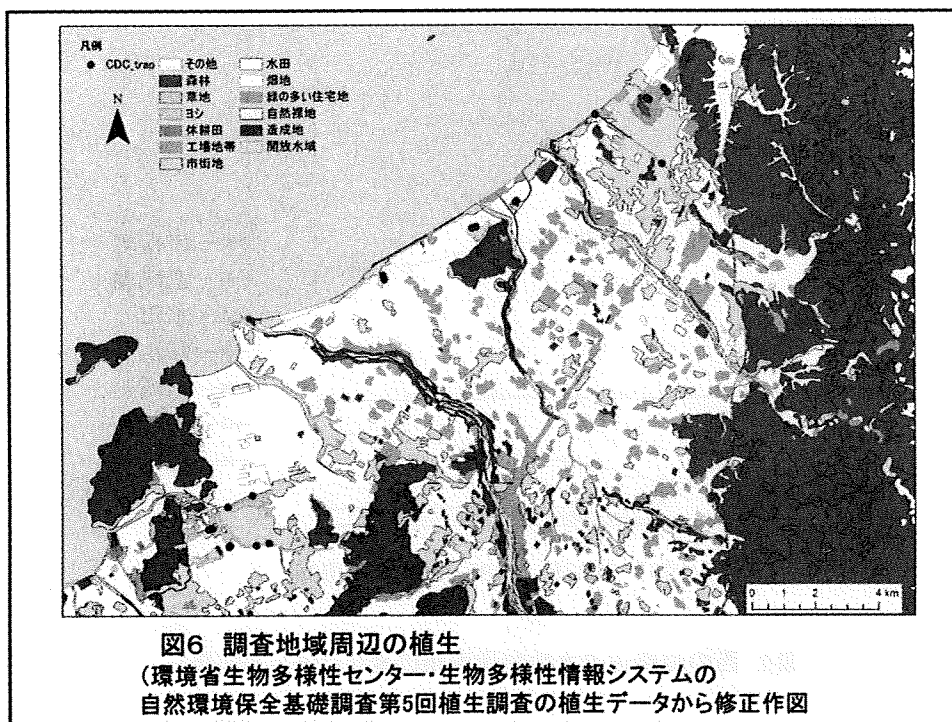 凡例
CDC_trap
その他
水田
森林
畑地
草地
緑の多い住宅地
ヨシ
自然裸地
休耕田
造成地
工場地帯
開放水域
市街地
N
0 1 2 4 km
図6 調査地域周辺の植生
(環境省生物多様性センター・生物多様性情報システムの
自然環境保全基礎調査第5回植生調査の植生データから修正作図